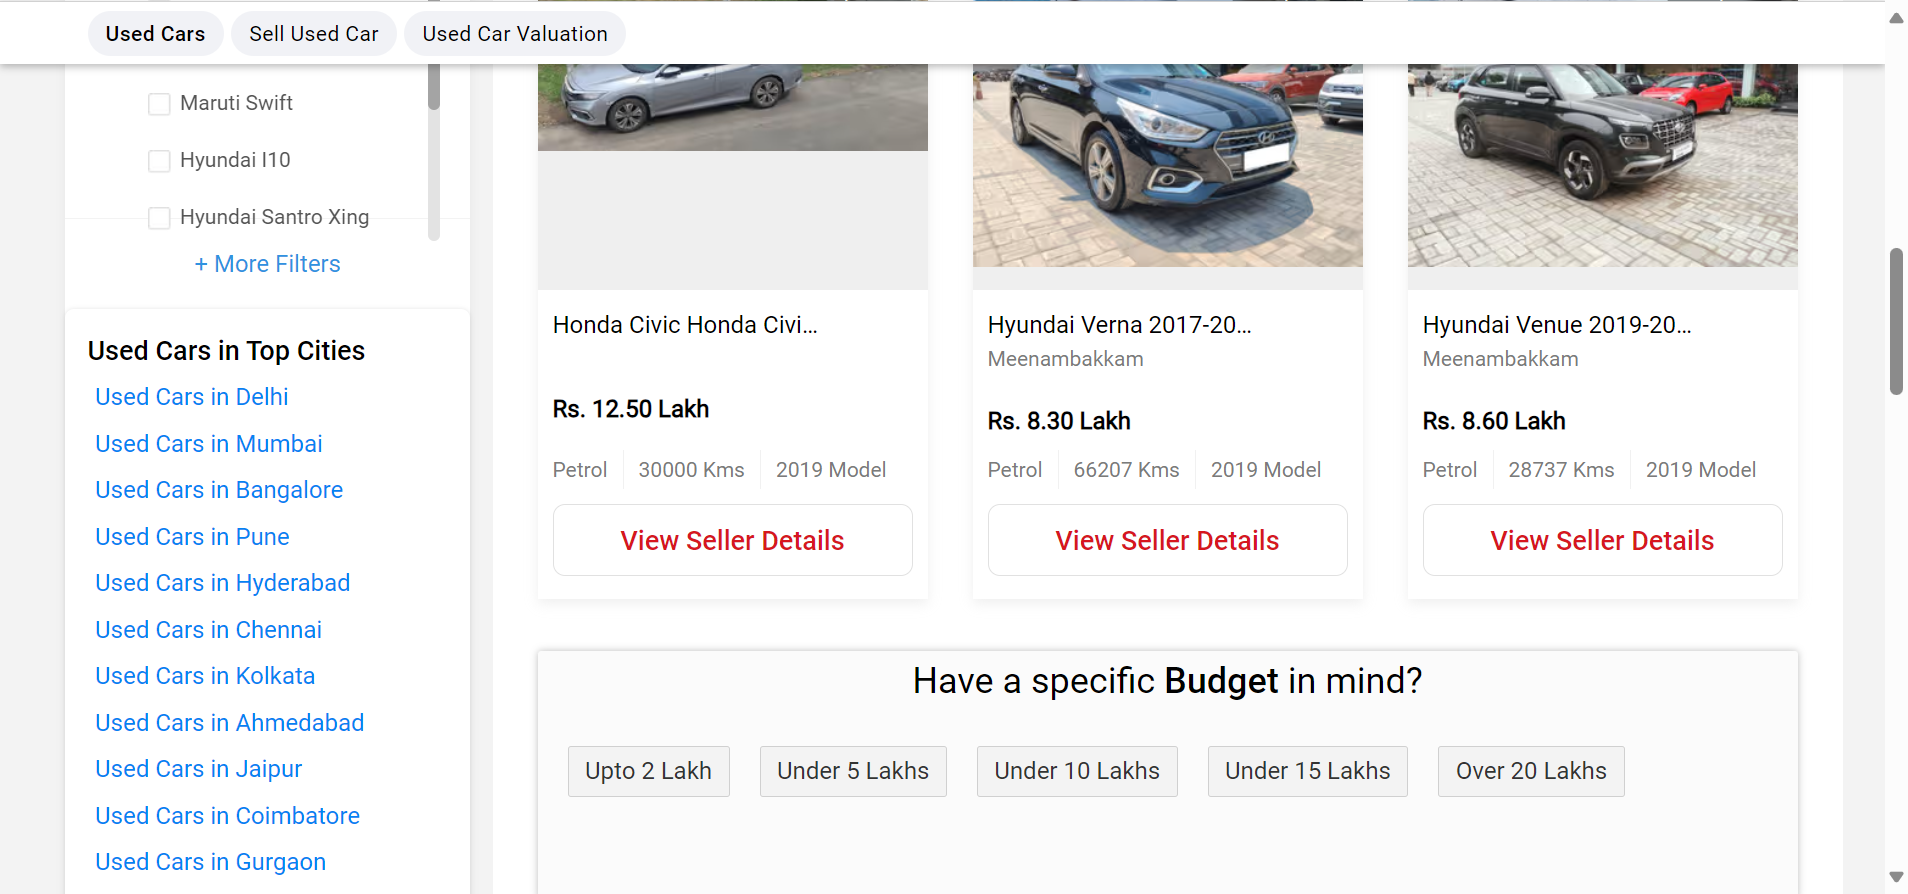 Used Cars
Sell Used Car
Used Car Valuation
Maruti Swift
Hyundai I10
Hyundai Santro Xing
+ More Filters
Used Cars in Top Cities
Used Cars in Delhi
Used Cars in Mumbai
Used Cars in Bangalore
Used Cars in Pune
Used Cars in Hyderabad
Used Cars in Chennai
Used Cars in Kolkata
Used Cars in Ahmedabad
Used Cars in Jaipur
Used Cars in Coimbatore
Used Cars in Gurgaon
Honda Civic Honda Civi...
Rs. 12.50 Lakh
Petrol 30000 Kms 2019 Model
View Seller Details
Hyundai Verna 2017-20...
Meenambakkam
Rs. 8.30 Lakh
Petrol 66207 Kms 2019 Model
View Seller Details
Hyundai Venue 2019-20...
Meenambakkam
Rs. 8.60 Lakh
Petrol 28737 Kms 2019 Model
View Seller Details
Have a specific Budget in mind?
Upto 2 Lakh
Under 5 Lakhs
Under 10 Lakhs
Under 15 Lakhs
Over 20 Lakhs